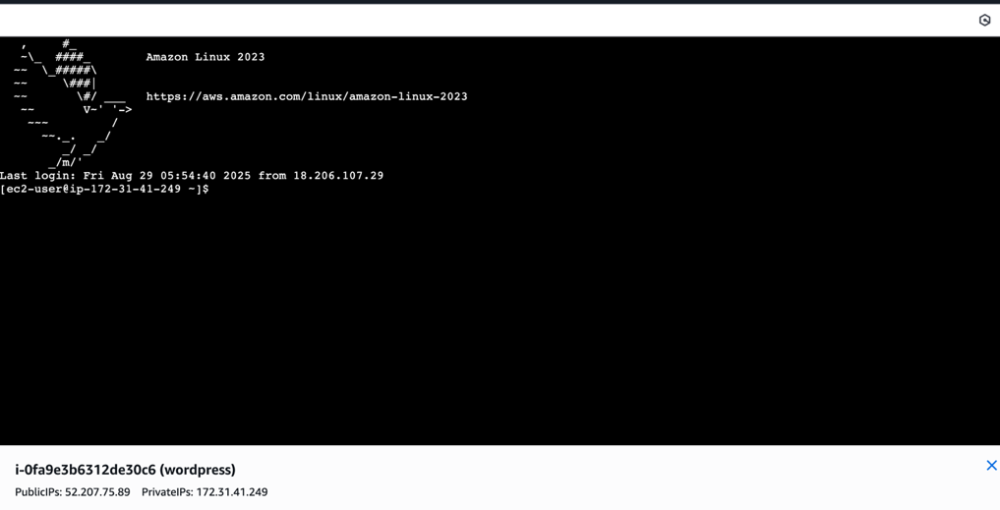 ,     #_
   ~\_  ####_        Amazon Linux 2023
  ~~  \_#####\
  ~~     \###|
  ~~       \#/ ___   https://aws.amazon.com/linux/amazon-linux-2023
   ~~       V~' '->
    ~~~         /
      ~~._.   _/
         _/ _/
       _/m/'
Last login: Fri Aug 29 05:54:40 2025 from 18.206.107.29
[ec2-user@ip-172-31-41-249 ~]$
i-0fa9e3b6312de30c6 (wordpress)
PublicIPs: 52.207.75.89 PrivateIPs: 172.31.41.249